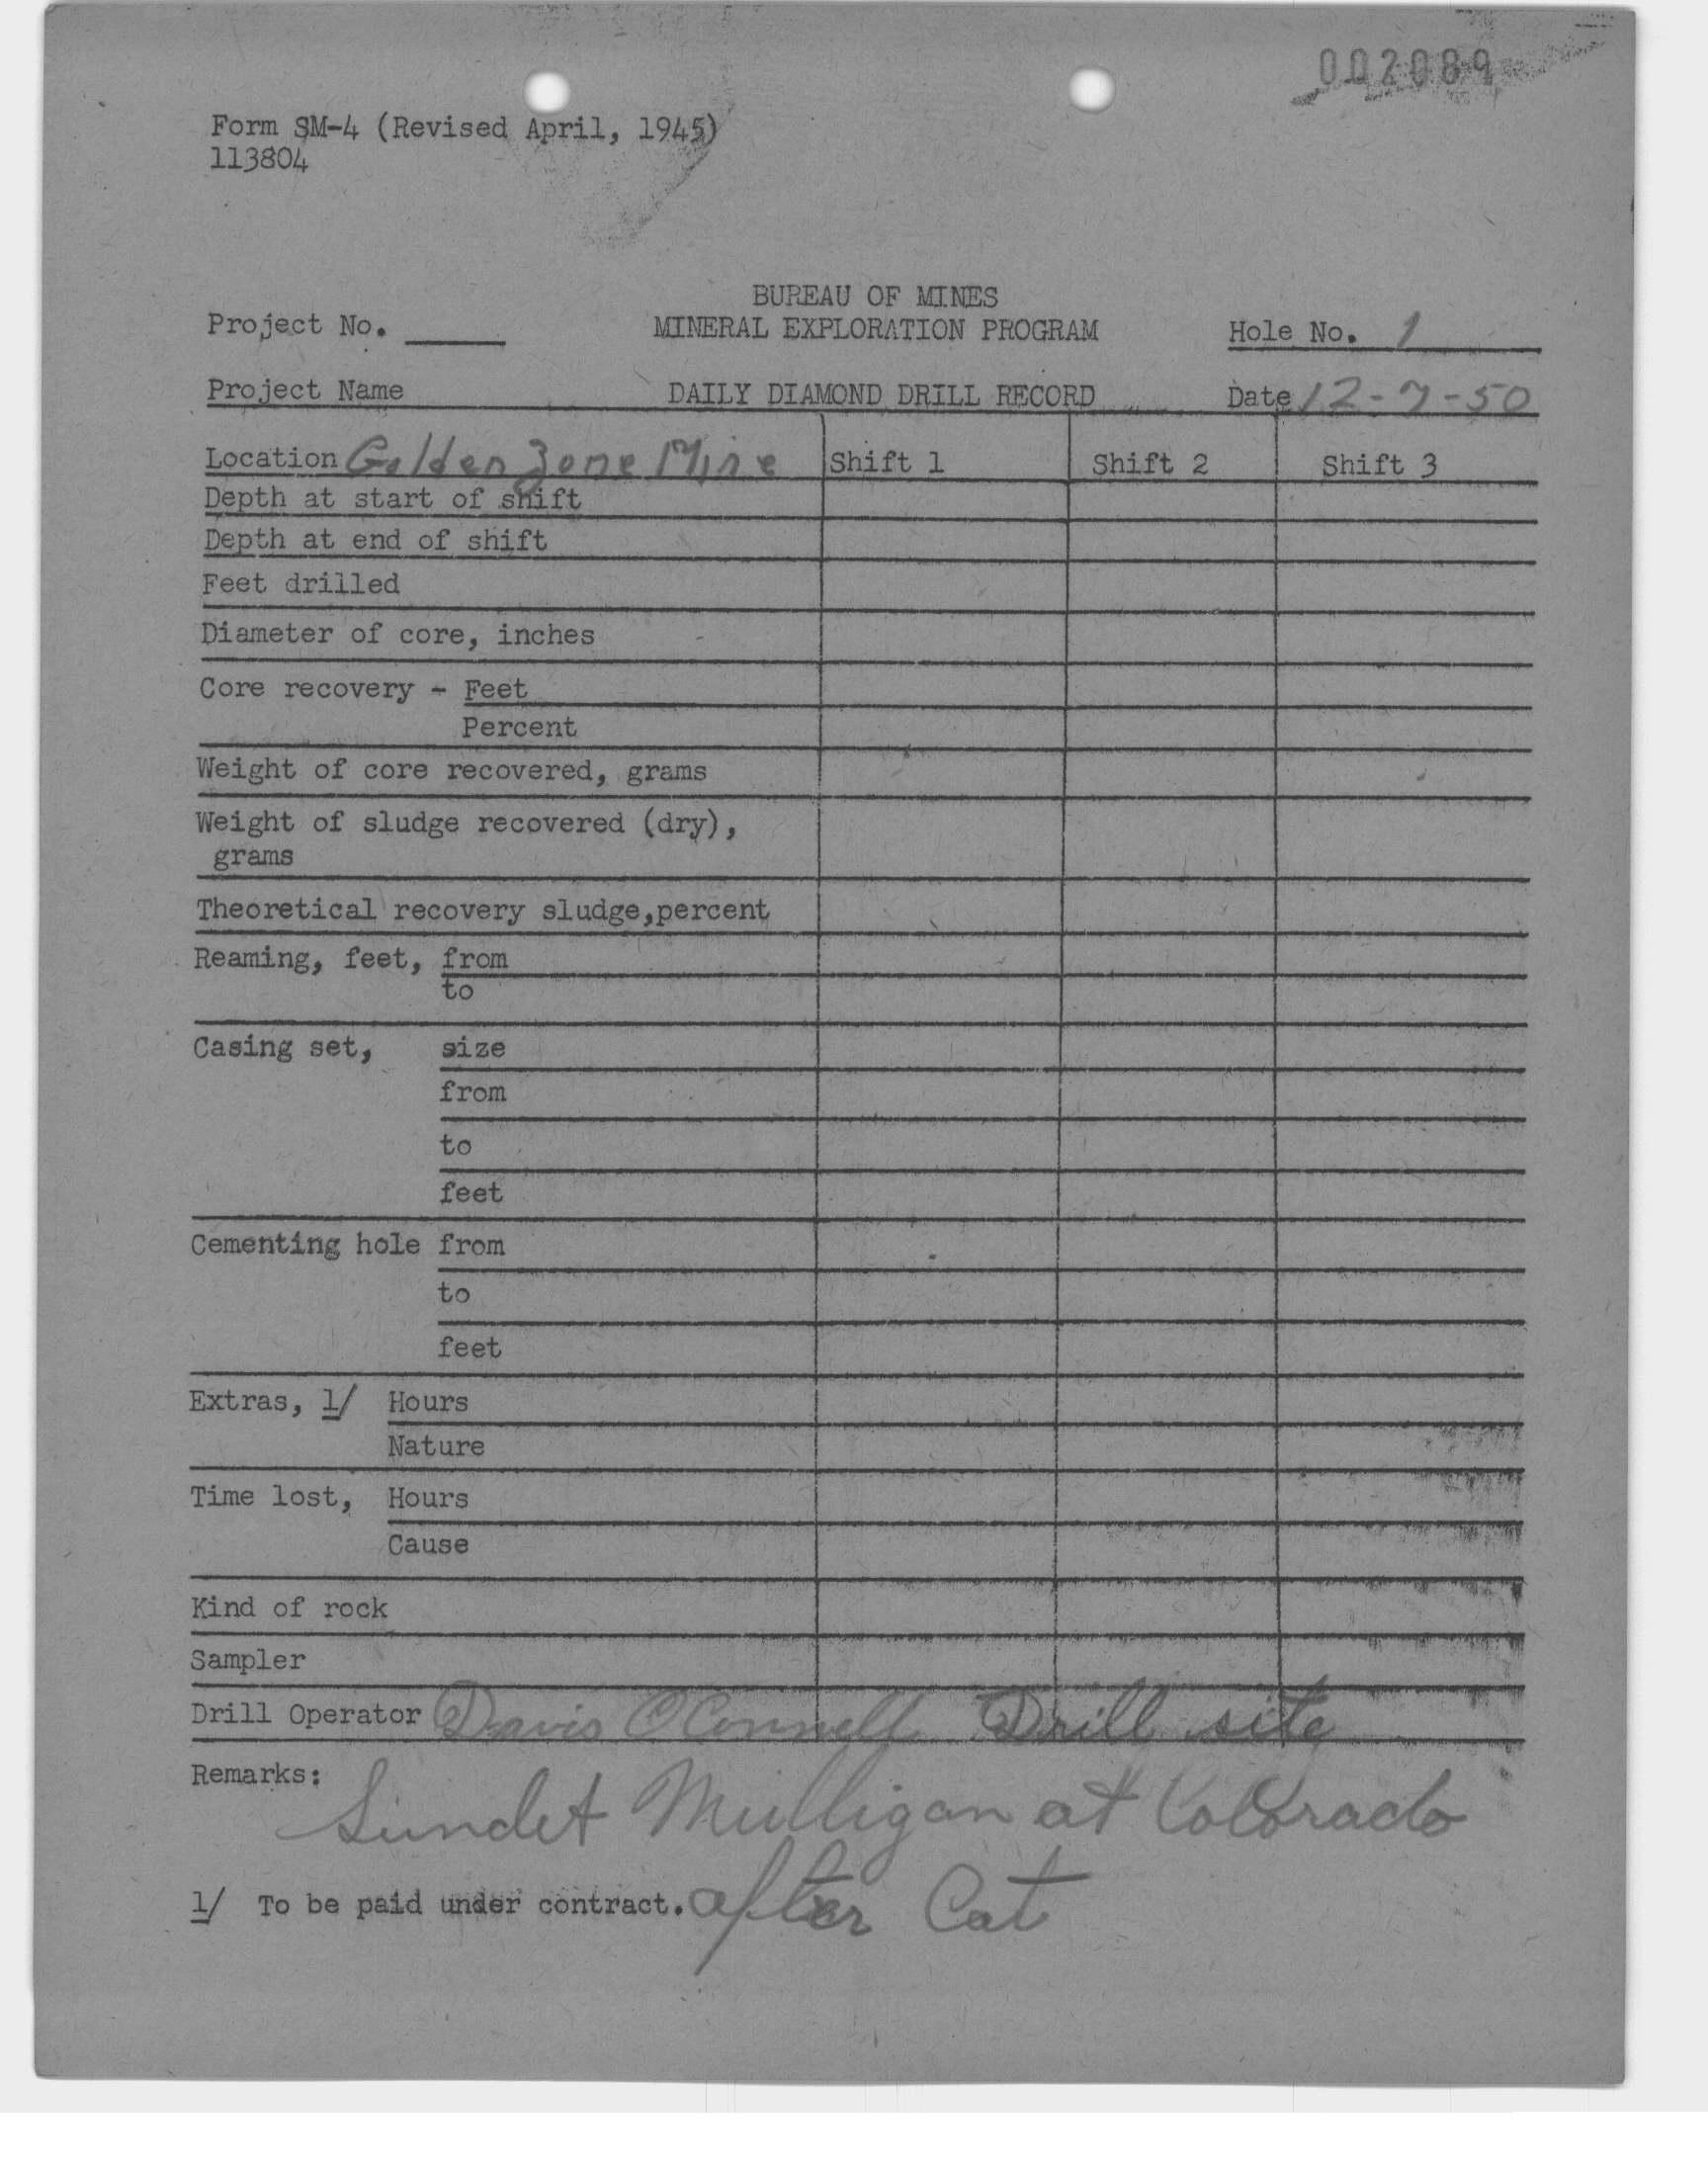 002089
Form SM-4 (Revised April, 1945)
113804
BUREAU OF MINES
Project No. MINERAL EXPLORATION PROGRAM Hole No. 1
Project Name DAILY DIAMOND DRILL RECORD Date 12-7-50
Location Golden Zone Mine Shift 1 Shift 2 Shift 3
Depth at start of shift
Depth at end of shift
Feet drilled
Diameter of core, inches
Core recovery - Feet
Percent
Weight of core recovered, grams
Weight of sludge recovered (dry),
grams
Theoretical recovery sludge,percent
Reaming, feet, from
to
Casing set, size
from
to
feet
Cementing hole from
to
feet
Extras, 1/ Hours
Nature
Time lost, Hours
Cause
Kind of rock
Sampler
Drill Operator Davis O'Connell Drill site
Remarks:
Sundet Mulligan at Colorado
1/ To be paid under contract. after Cat